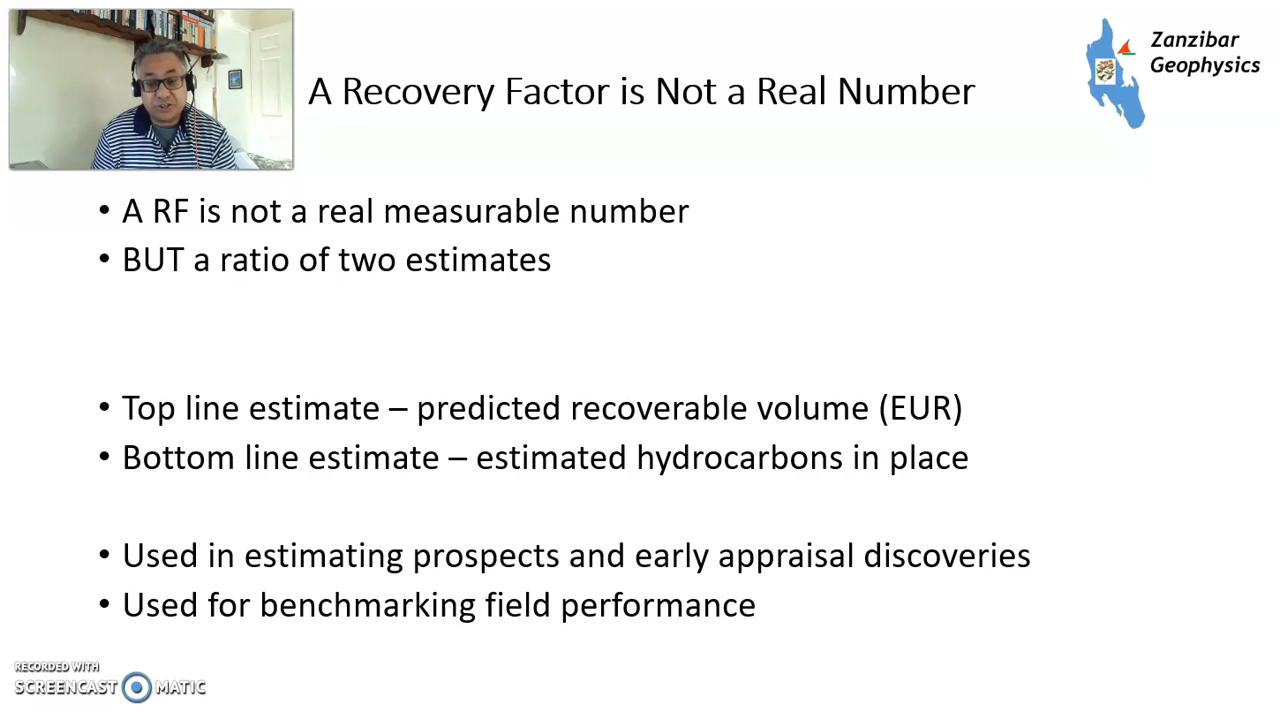 Zanzibar
Geophysics
A Recovery Factor is Not a Real Number
• A RF is not a real measurable number
• BUT a ratio of two estimates
• Top line estimate – predicted recoverable volume (EUR)
• Bottom line estimate – estimated hydrocarbons in place
• Used in estimating prospects and early appraisal discoveries
• Used for benchmarking field performance
RECORDED WITH
SCREENCAST MATIC